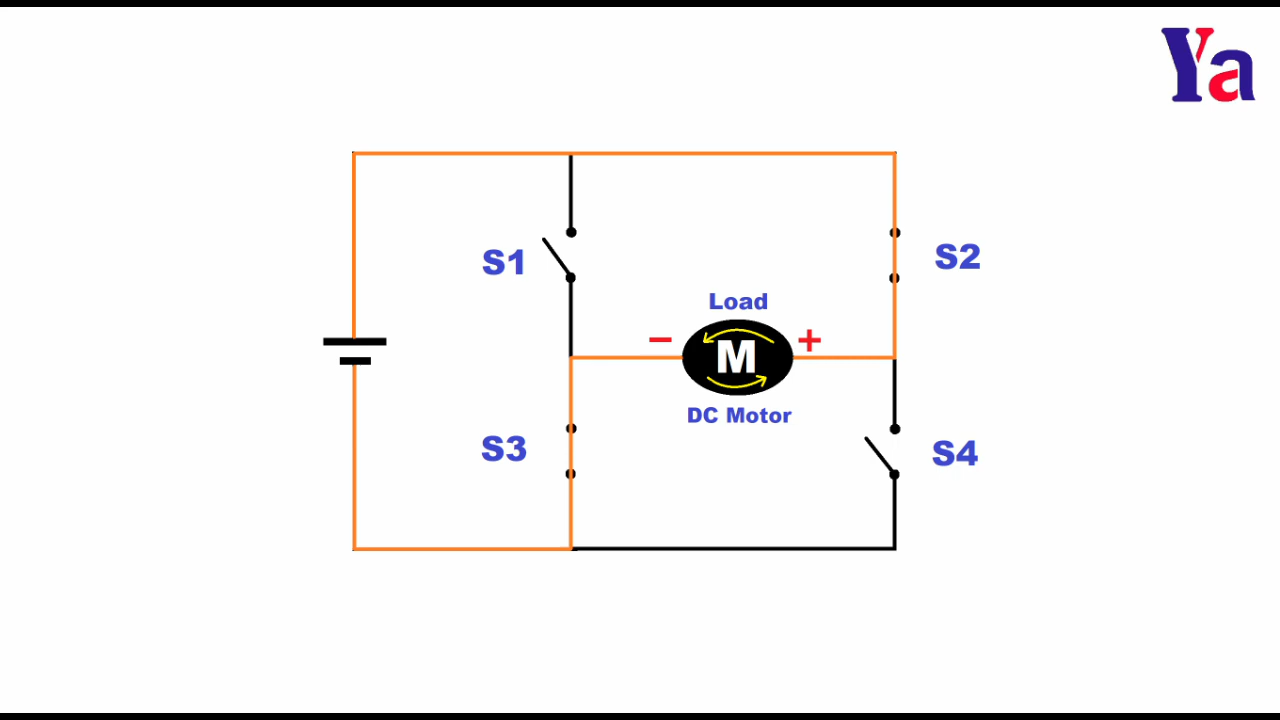 Ya
S1
S2
Load
− +
M
DC Motor
S3
S4